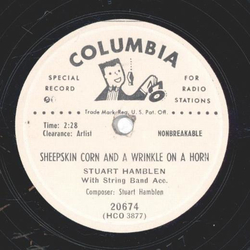 COLUMBIA
SPECIAL RECORD
FOR RADIO STATIONS
Trade Mark, Reg. U. S. Pat. Off.
Time: 2:28
Clearance: Artist
NONBREAKABLE
SHEEPSKIN CORN AND A WRINKLE ON A HORN
STUART HAMBLEN
With String Band Acc.
Composer: Stuart Hamblen
20674
(HCO 3877)